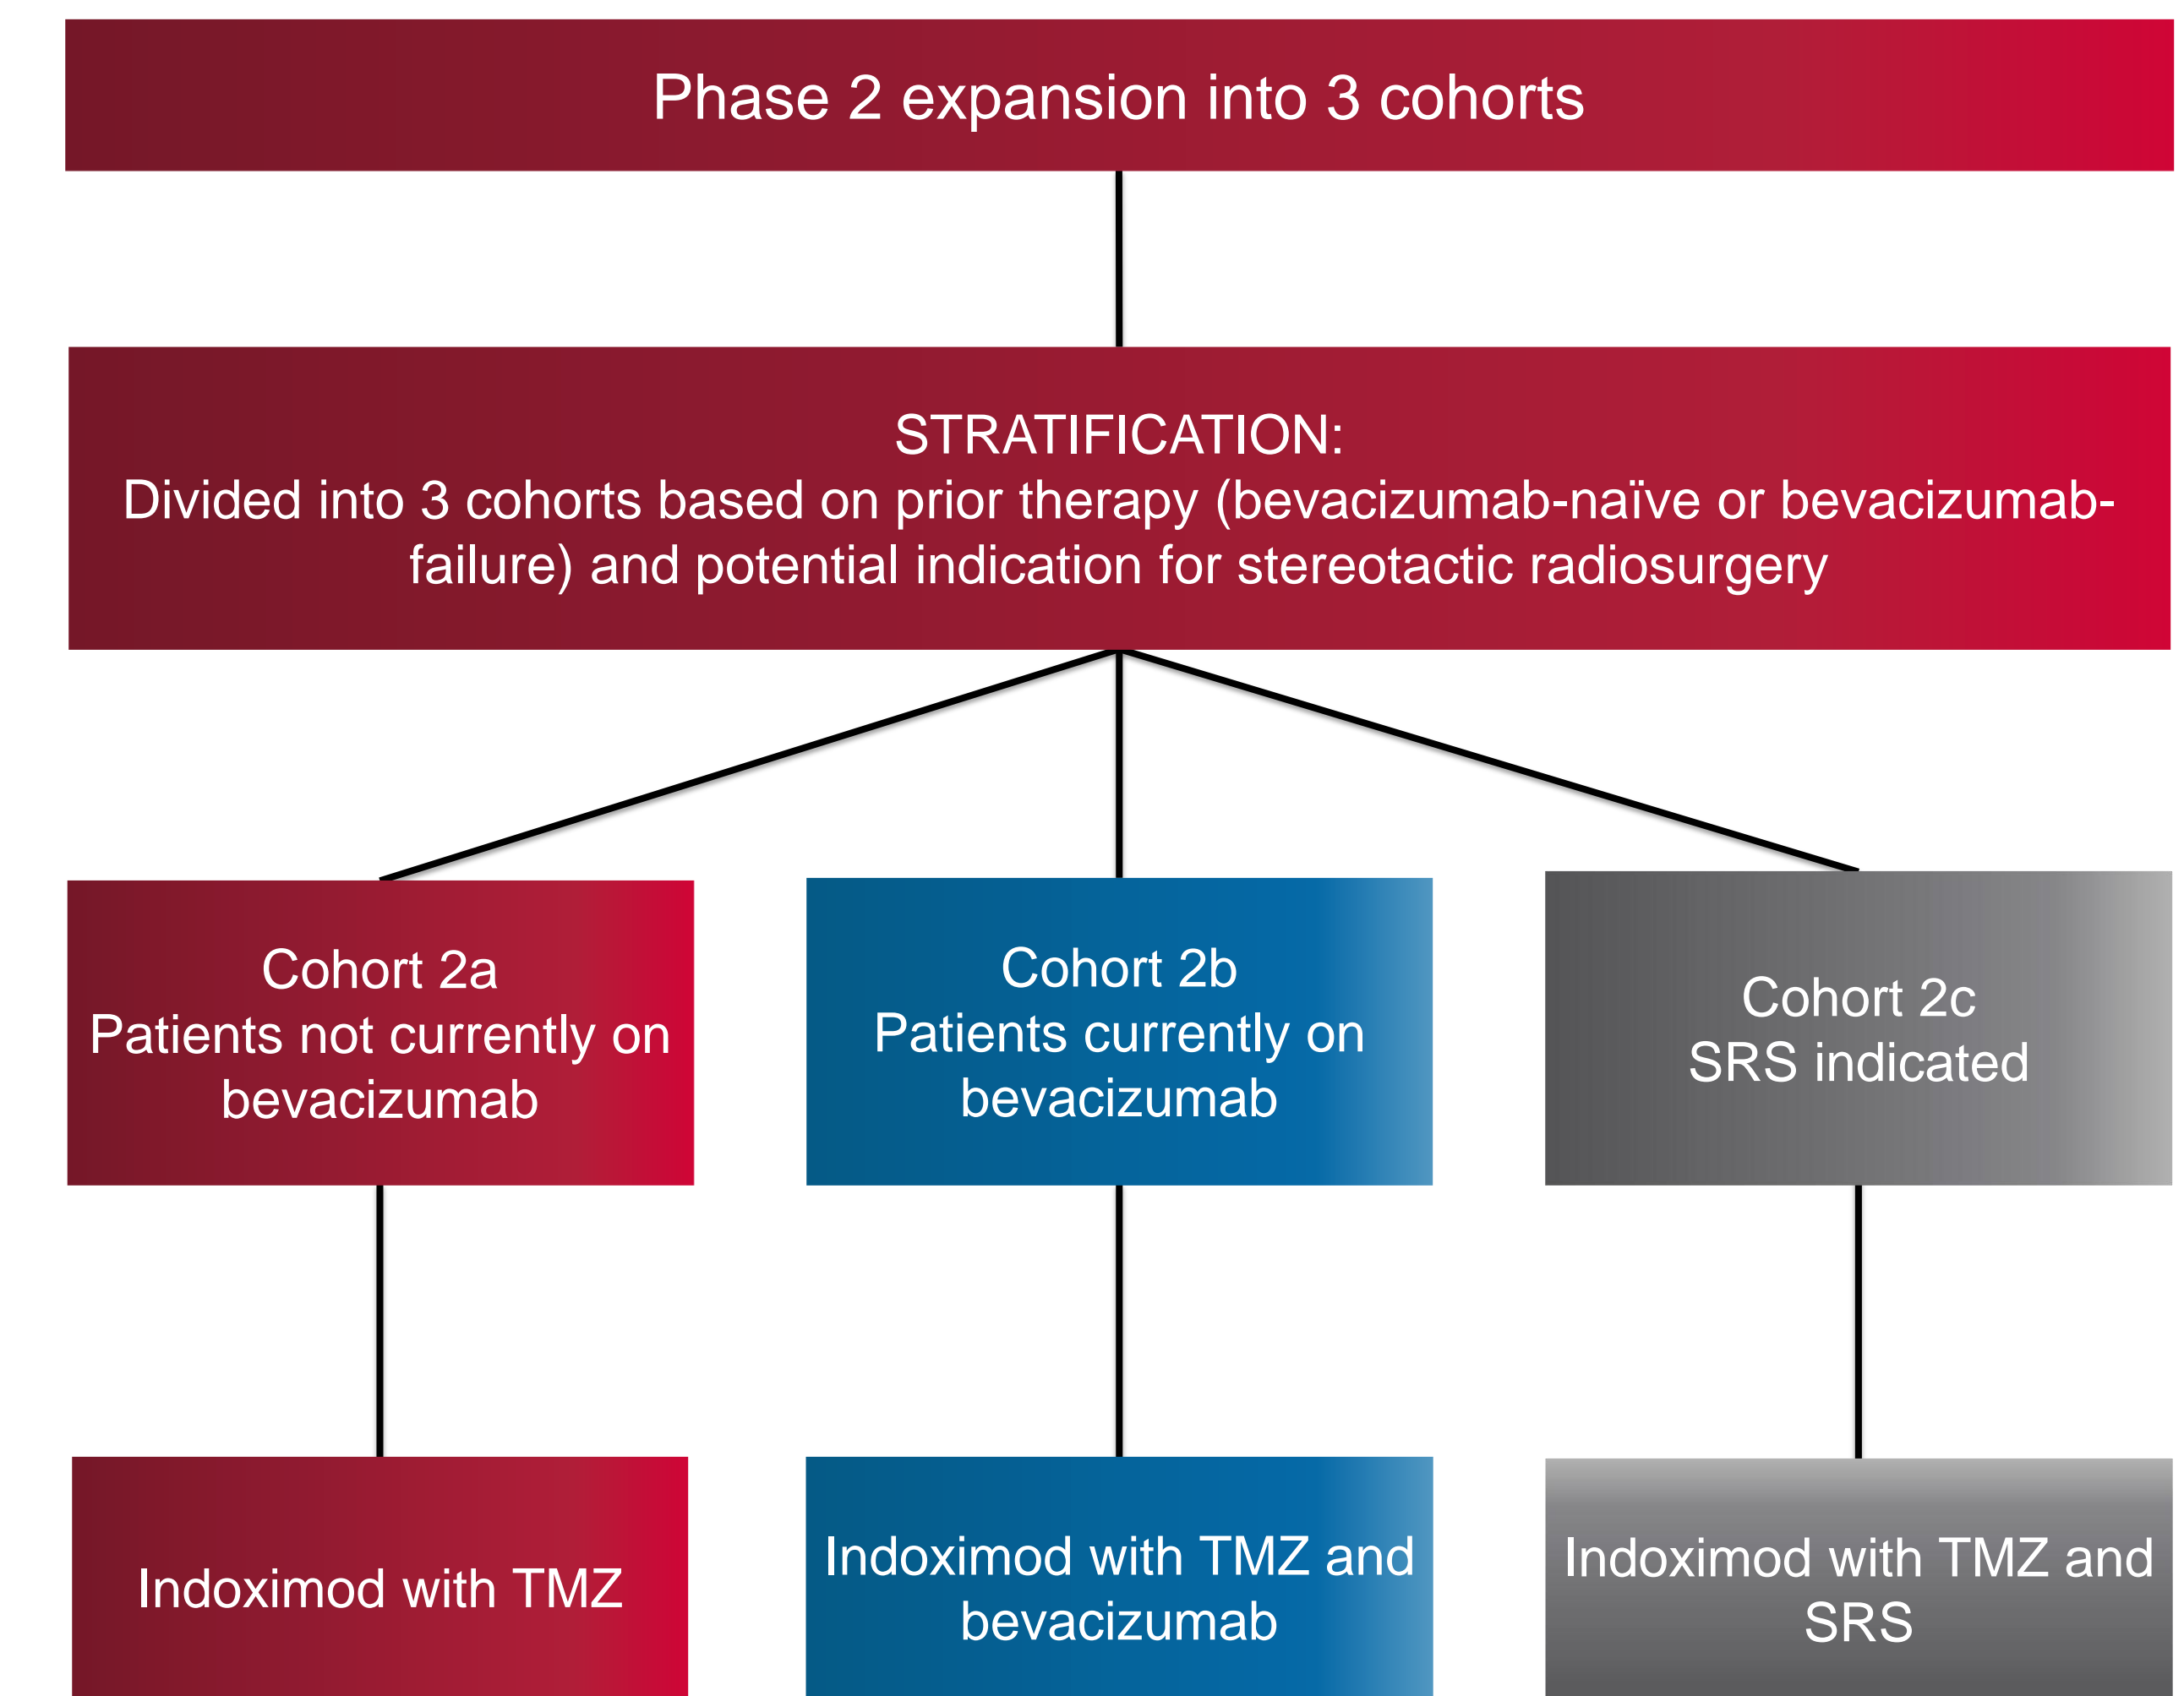 Phase 2 expansion into 3 cohorts
STRATIFICATION:
Divided into 3 cohorts based on prior therapy (bevacizumab-naïve or bevacizumab-
failure) and potential indication for stereotactic radiosurgery
Cohort 2a
Patients not currently on
bevacizumab
Cohort 2b
Patients currently on
bevacizumab
Cohort 2c
SRS indicated
Indoximod with TMZ
Indoximod with TMZ and
bevacizumab
Indoximod with TMZ and
SRS